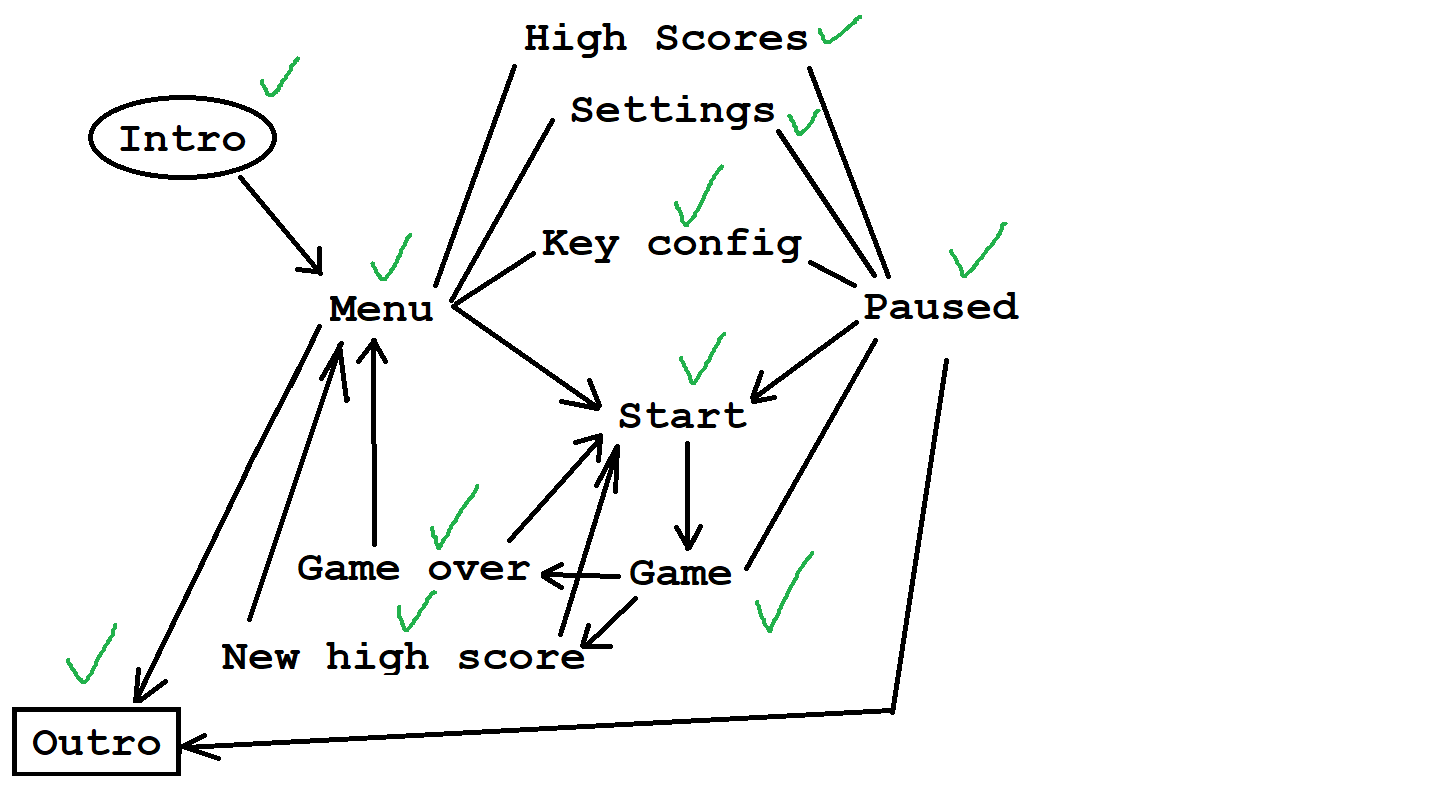 High Scores
Settings
Intro
Key config
Menu
Paused
Start
Game over
Game
New high score
Outro